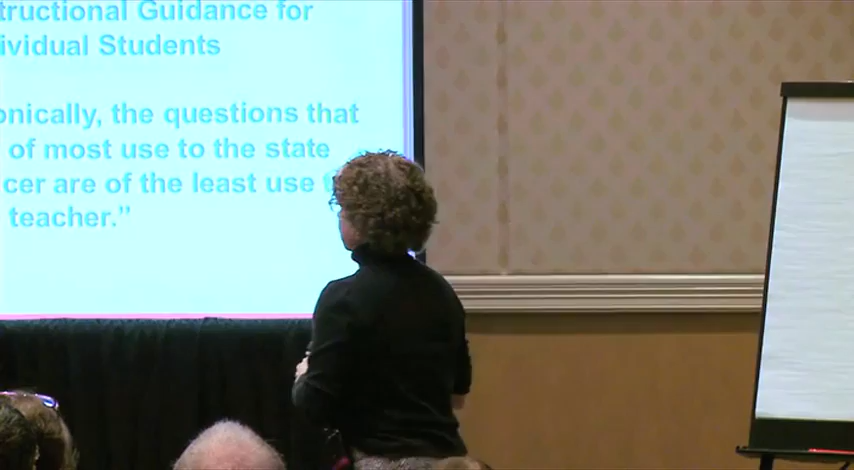 tructional Guidance for
ividual Students
onically, the questions that
of most use to the state
cer are of the least use
teacher.”